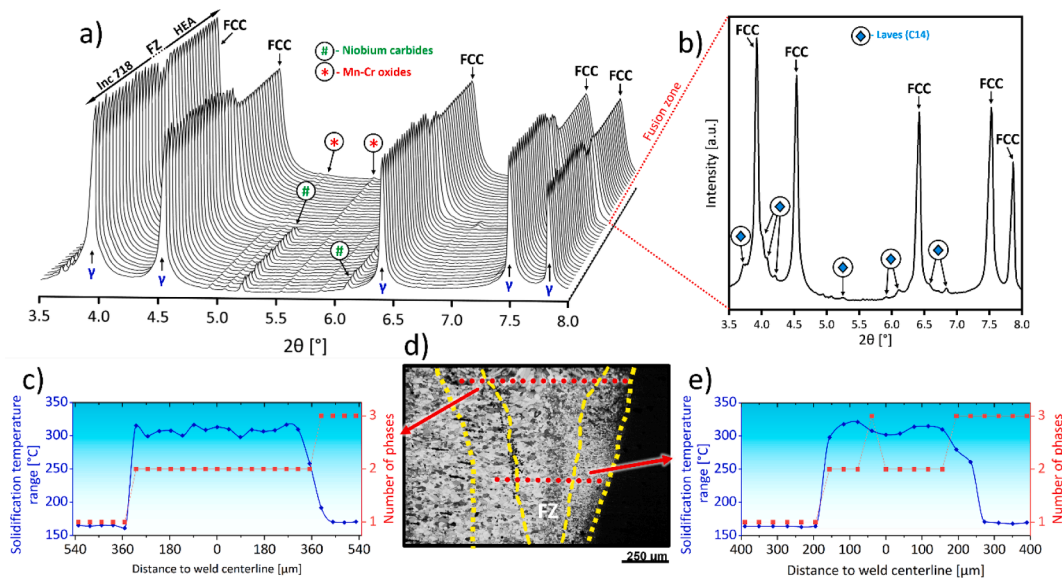 a)
Inc 718 ... FZ ... HEA
FCC
FCC
FCC
FCC
FCC
# - Niobium carbides
* - Mn-Cr oxides
*
*
#
#
γ
γ
γ
γ
γ
Fusion zone
3.5 4.0 4.5 5.0 5.5 6.0 6.5 7.0 7.5 8.0
2θ [°]
b)
- Laves (C14)
FCC
FCC
FCC
FCC
FCC
Intensity [a.u.]
3.5 4.0 4.5 5.0 5.5 6.0 6.5 7.0 7.5 8.0
2θ [°]
c)
Solidification temperature
range [°C]
350
300
250
200
150
3
2
1
Number of phases
540 360 180 0 180 360 540
Distance to weld centerline [µm]
d)
FZ
250 µm
e)
Solidification temperature
range [°C]
350
300
250
200
150
3
2
1
Number of phases
400 300 200 100 0 100 200 300 400
Distance to weld centerline [µm]